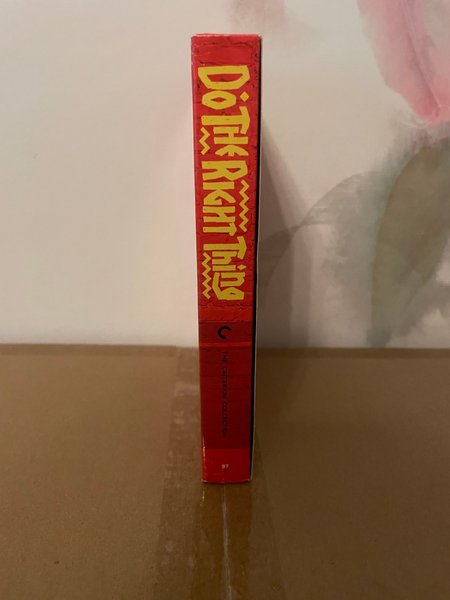 Do THE RIGHT THiNg
THE CRITERION COLLECTION
97